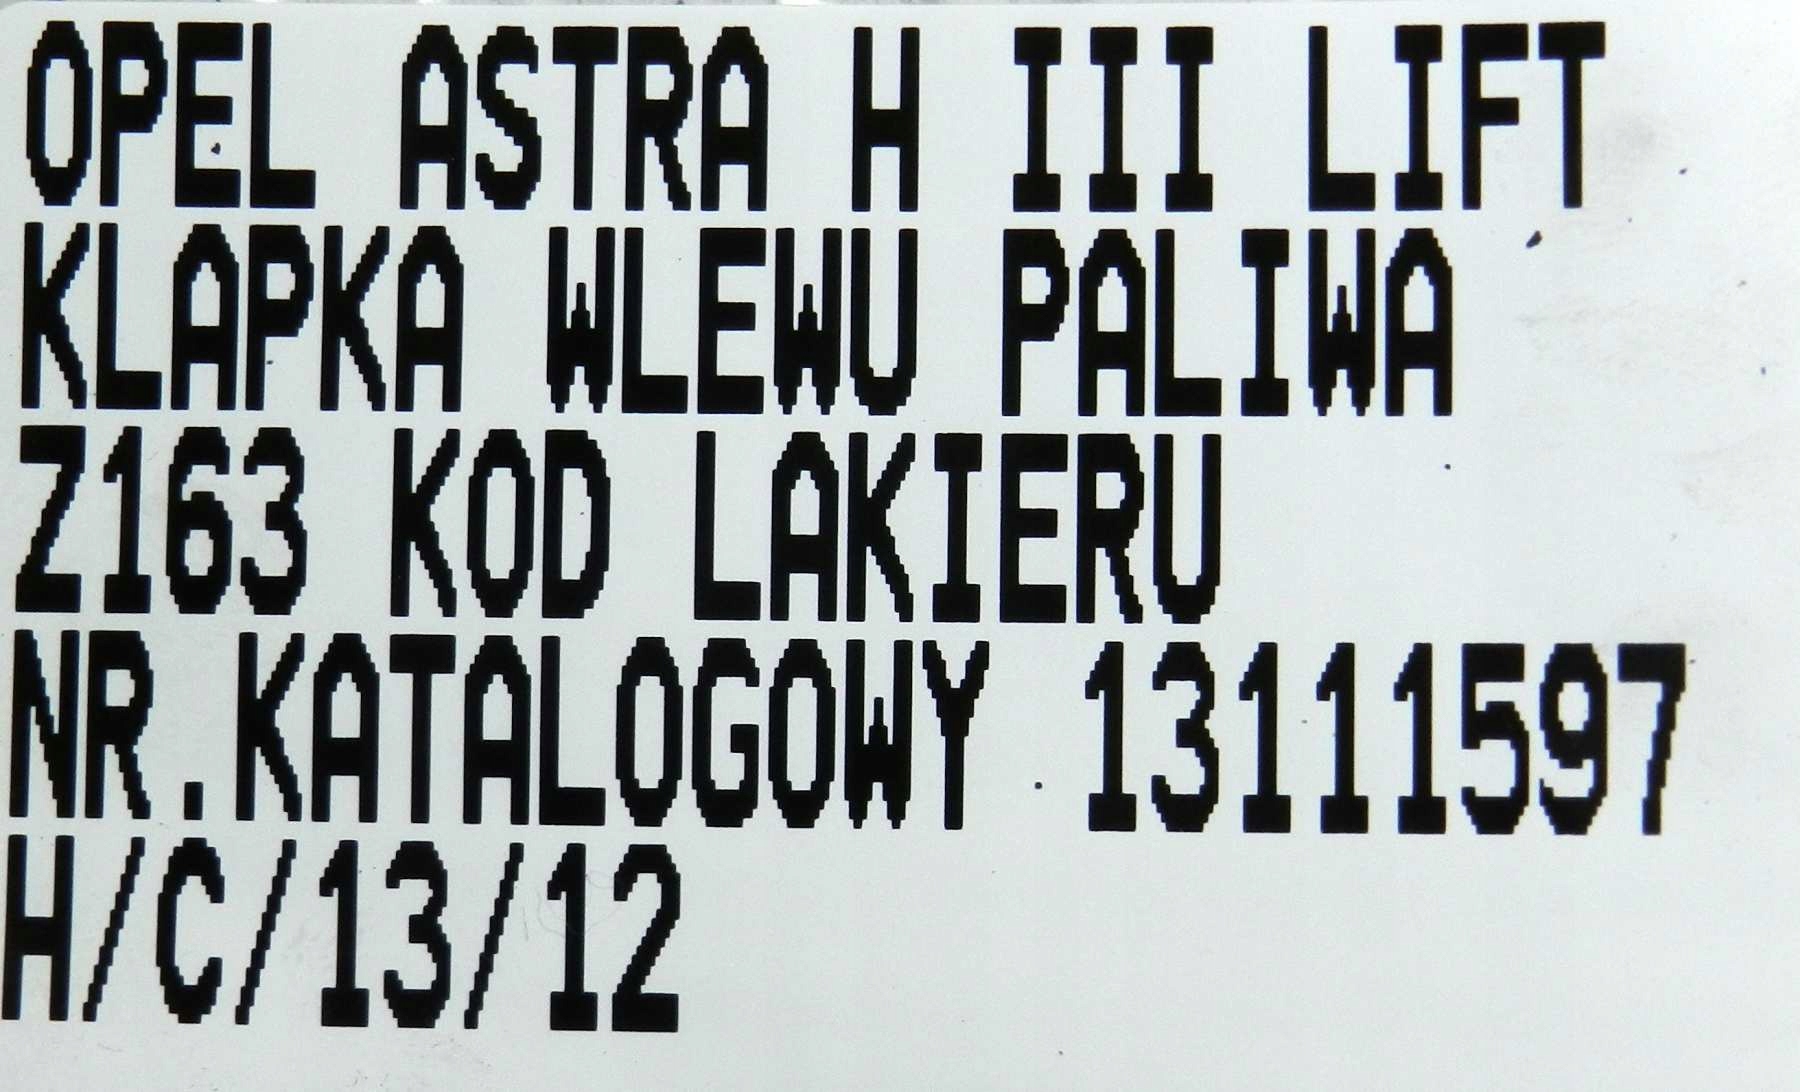 OPEL ASTRA H III LIFT
KLAPKA WLEWU PALIWA
Z163 KOD LAKIERU
NR.KATALOGOWY 13111597
H/C/13/12